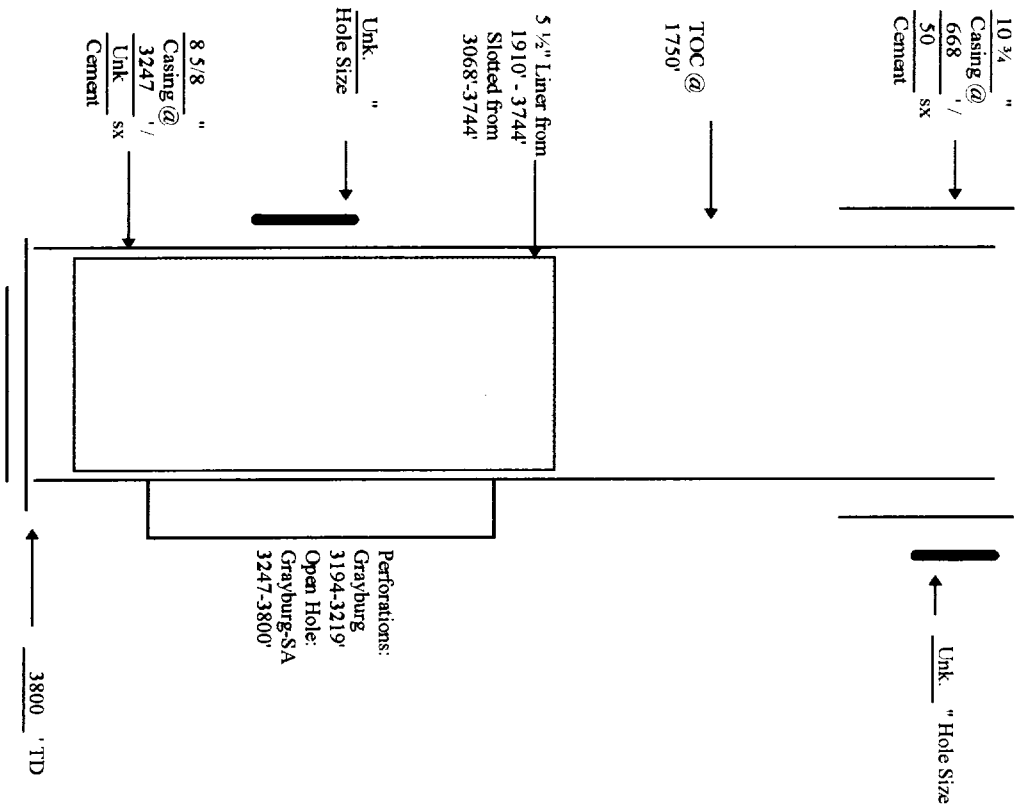 10 ¾ "
Casing @
668 '/
50 sx
Cement
Unk. " Hole Size
TOC @
1750'
5 ½" Liner from
1910' - 3744'
Slotted from
3068'-3744'
Unk. "
Hole Size
Perforations:
Grayburg
3194-3219'
Open Hole:
Grayburg-SA
3247-3800'
8 5/8 "
Casing @
3247 '/
Unk sx
Cement
3800 ' TD